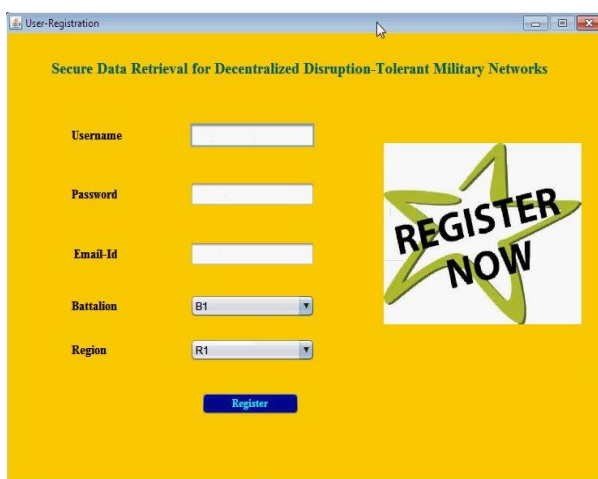 User-Registration
Secure Data Retrieval for Decentralized Disruption-Tolerant Military Networks
Username
Password
Email-Id
Battalion B1
Region R1
Register
REGISTER
NOW